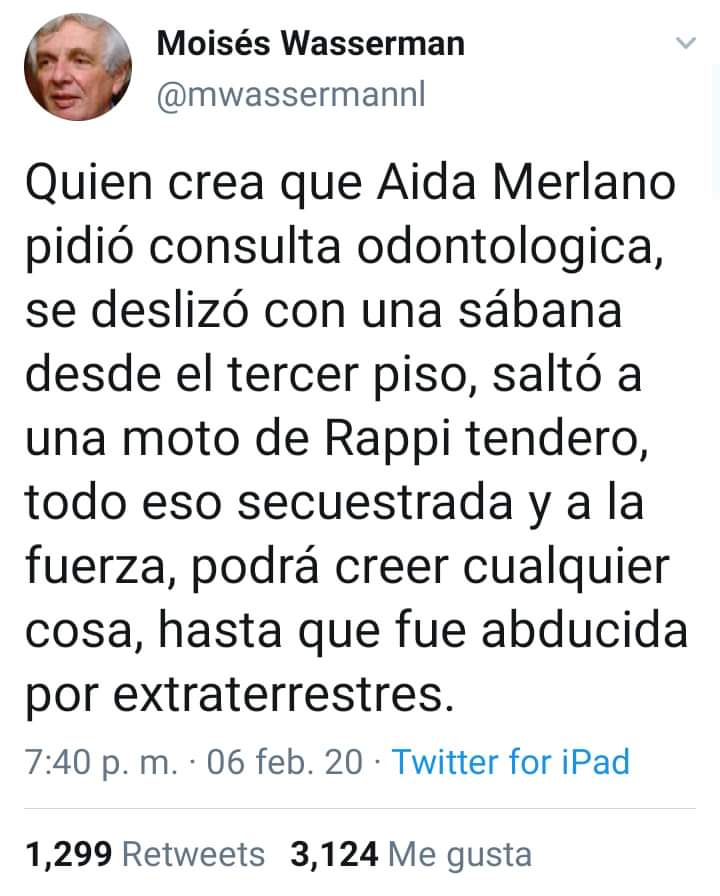 Moisés Wasserman
@mwassermannl
Quien crea que Aida Merlano
pidió consulta odontologica,
se deslizó con una sábana
desde el tercer piso, saltó a
una moto de Rappi tendero,
todo eso secuestrada y a la
fuerza, podrá creer cualquier
cosa, hasta que fue abducida
por extraterrestres.
7:40 p. m. · 06 feb. 20 · Twitter for iPad
1,299 Retweets 3,124 Me gusta